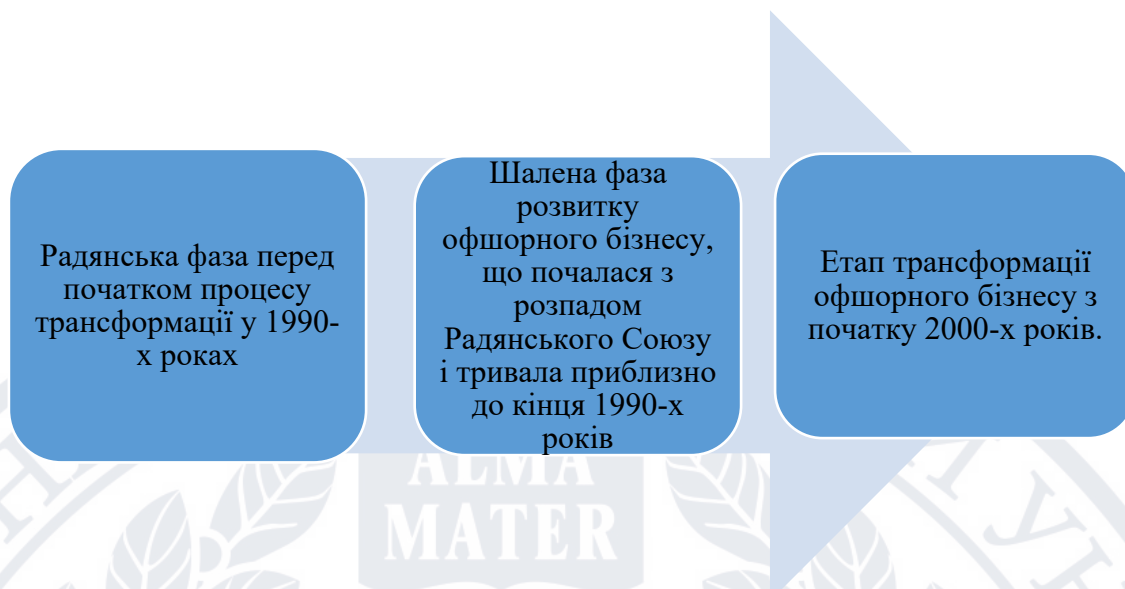 Радянська фаза перед
початком процесу
трансформації у 1990-
х роках
Шалена фаза
розвитку
офшорного бізнесу,
що почалася з
розпадом
Радянського Союзу
і тривала приблизно
до кінця 1990-х
років
Етап трансформації
офшорного бізнесу з
початку 2000-х років.
ALMA
MATER